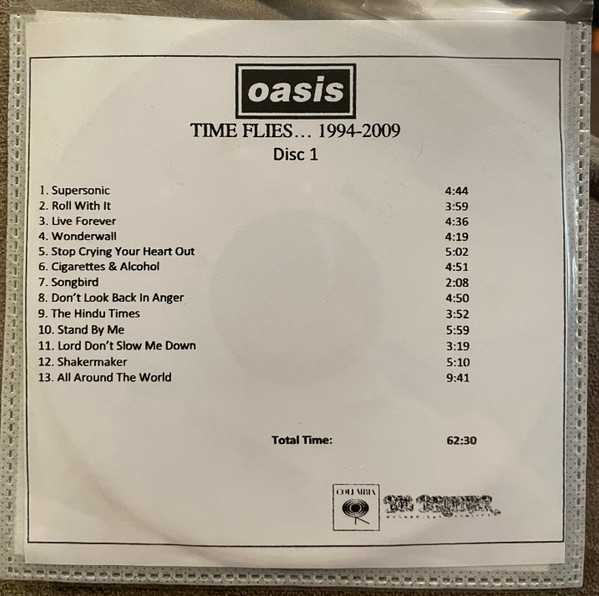 oasis
TIME FLIES... 1994-2009
Disc 1
1. Supersonic 4:44
2. Roll With It 3:59
3. Live Forever 4:36
4. Wonderwall 4:19
5. Stop Crying Your Heart Out 5:02
6. Cigarettes & Alcohol 4:51
7. Songbird 2:08
8. Don't Look Back In Anger 4:50
9. The Hindu Times 3:52
10. Stand By Me 5:59
11. Lord Don't Slow Me Down 3:19
12. Shakermaker 5:10
13. All Around The World 9:41
Total Time: 62:30
COLUMBIA